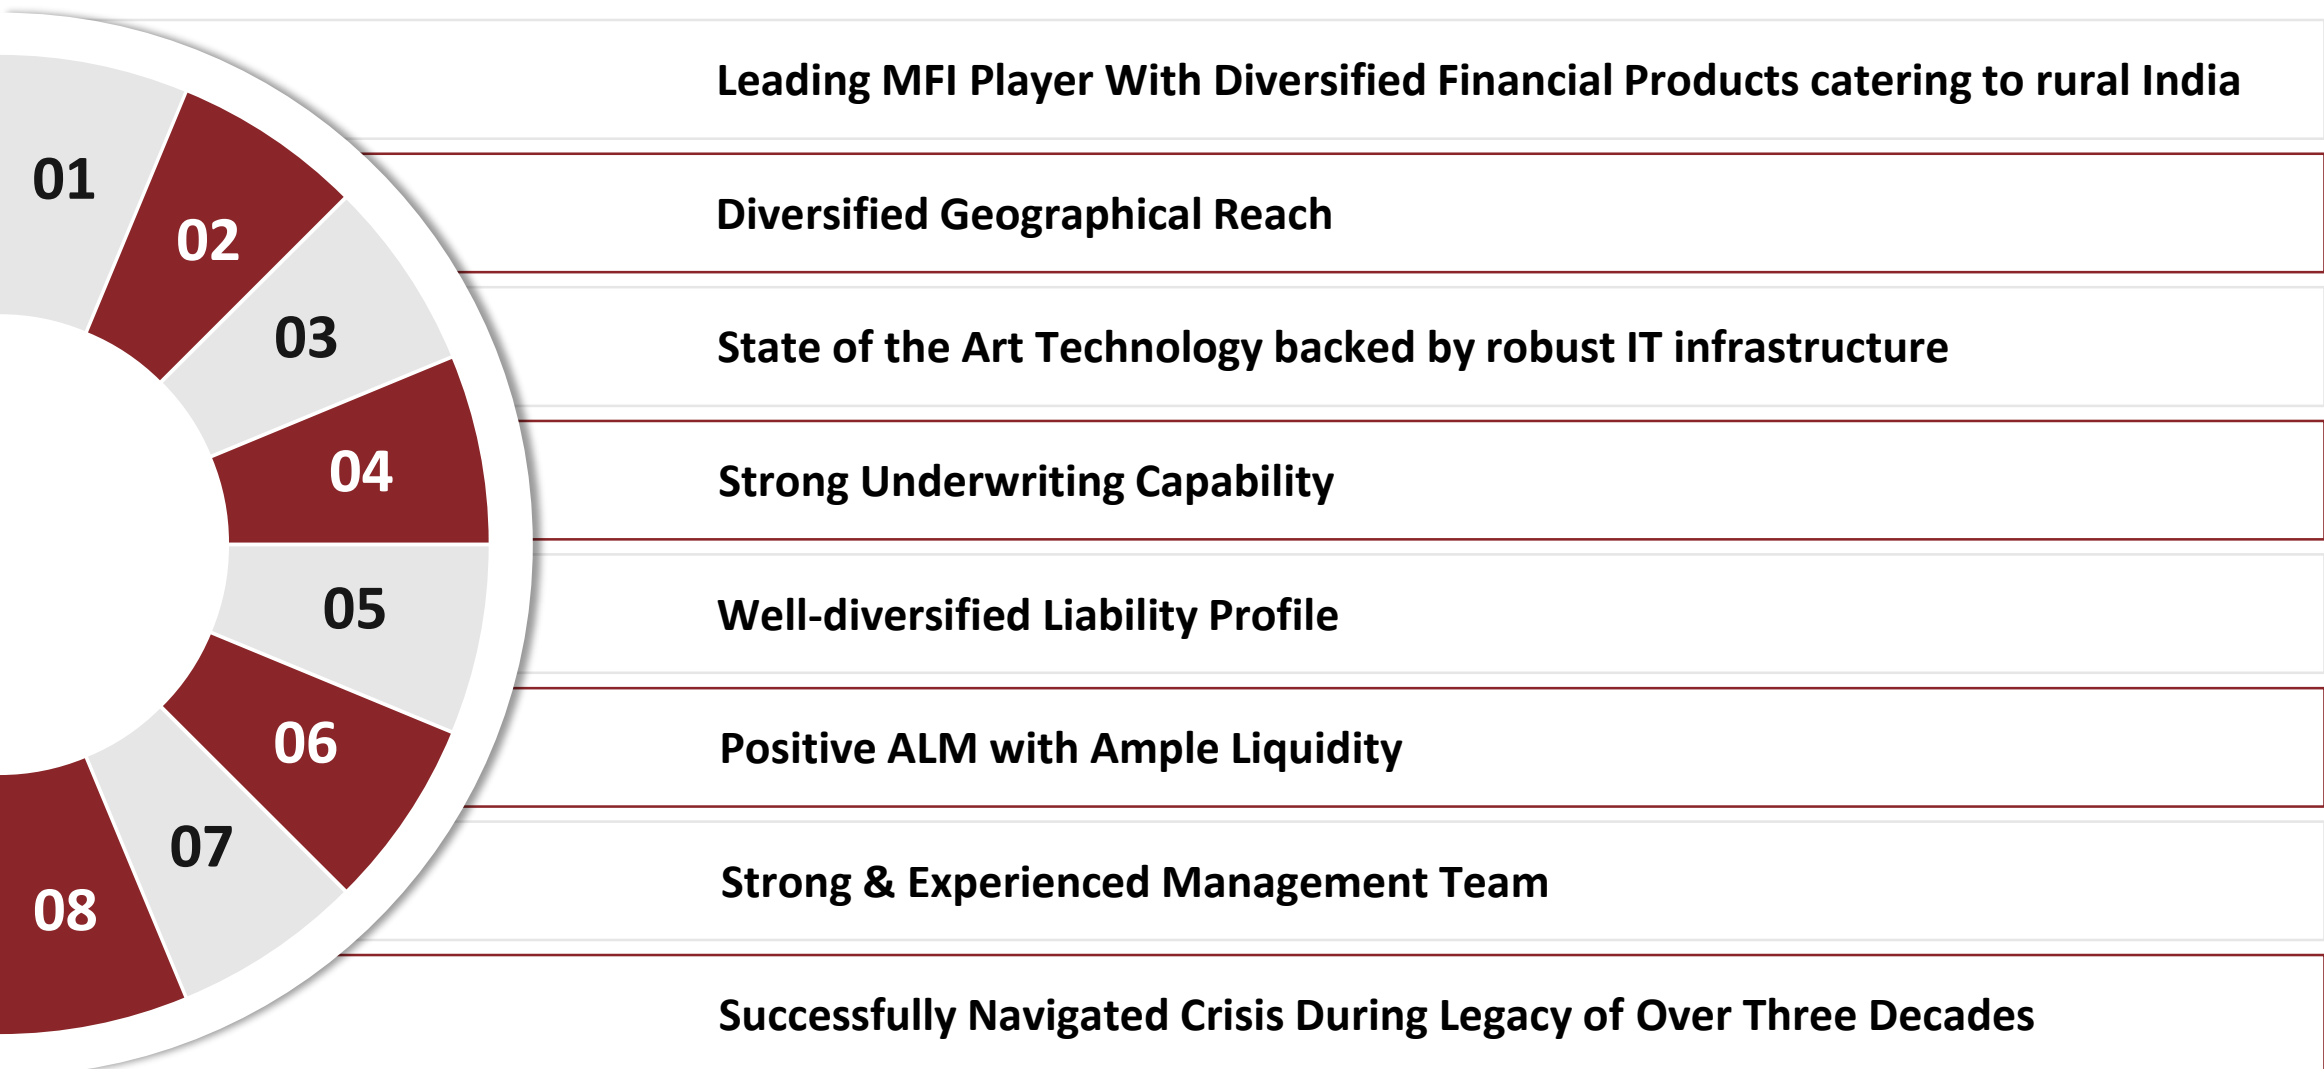 01
Leading MFI Player With Diversified Financial Products catering to rural India
02
Diversified Geographical Reach
03
State of the Art Technology backed by robust IT infrastructure
04
Strong Underwriting Capability
05
Well-diversified Liability Profile
06
Positive ALM with Ample Liquidity
07
Strong & Experienced Management Team
08
Successfully Navigated Crisis During Legacy of Over Three Decades